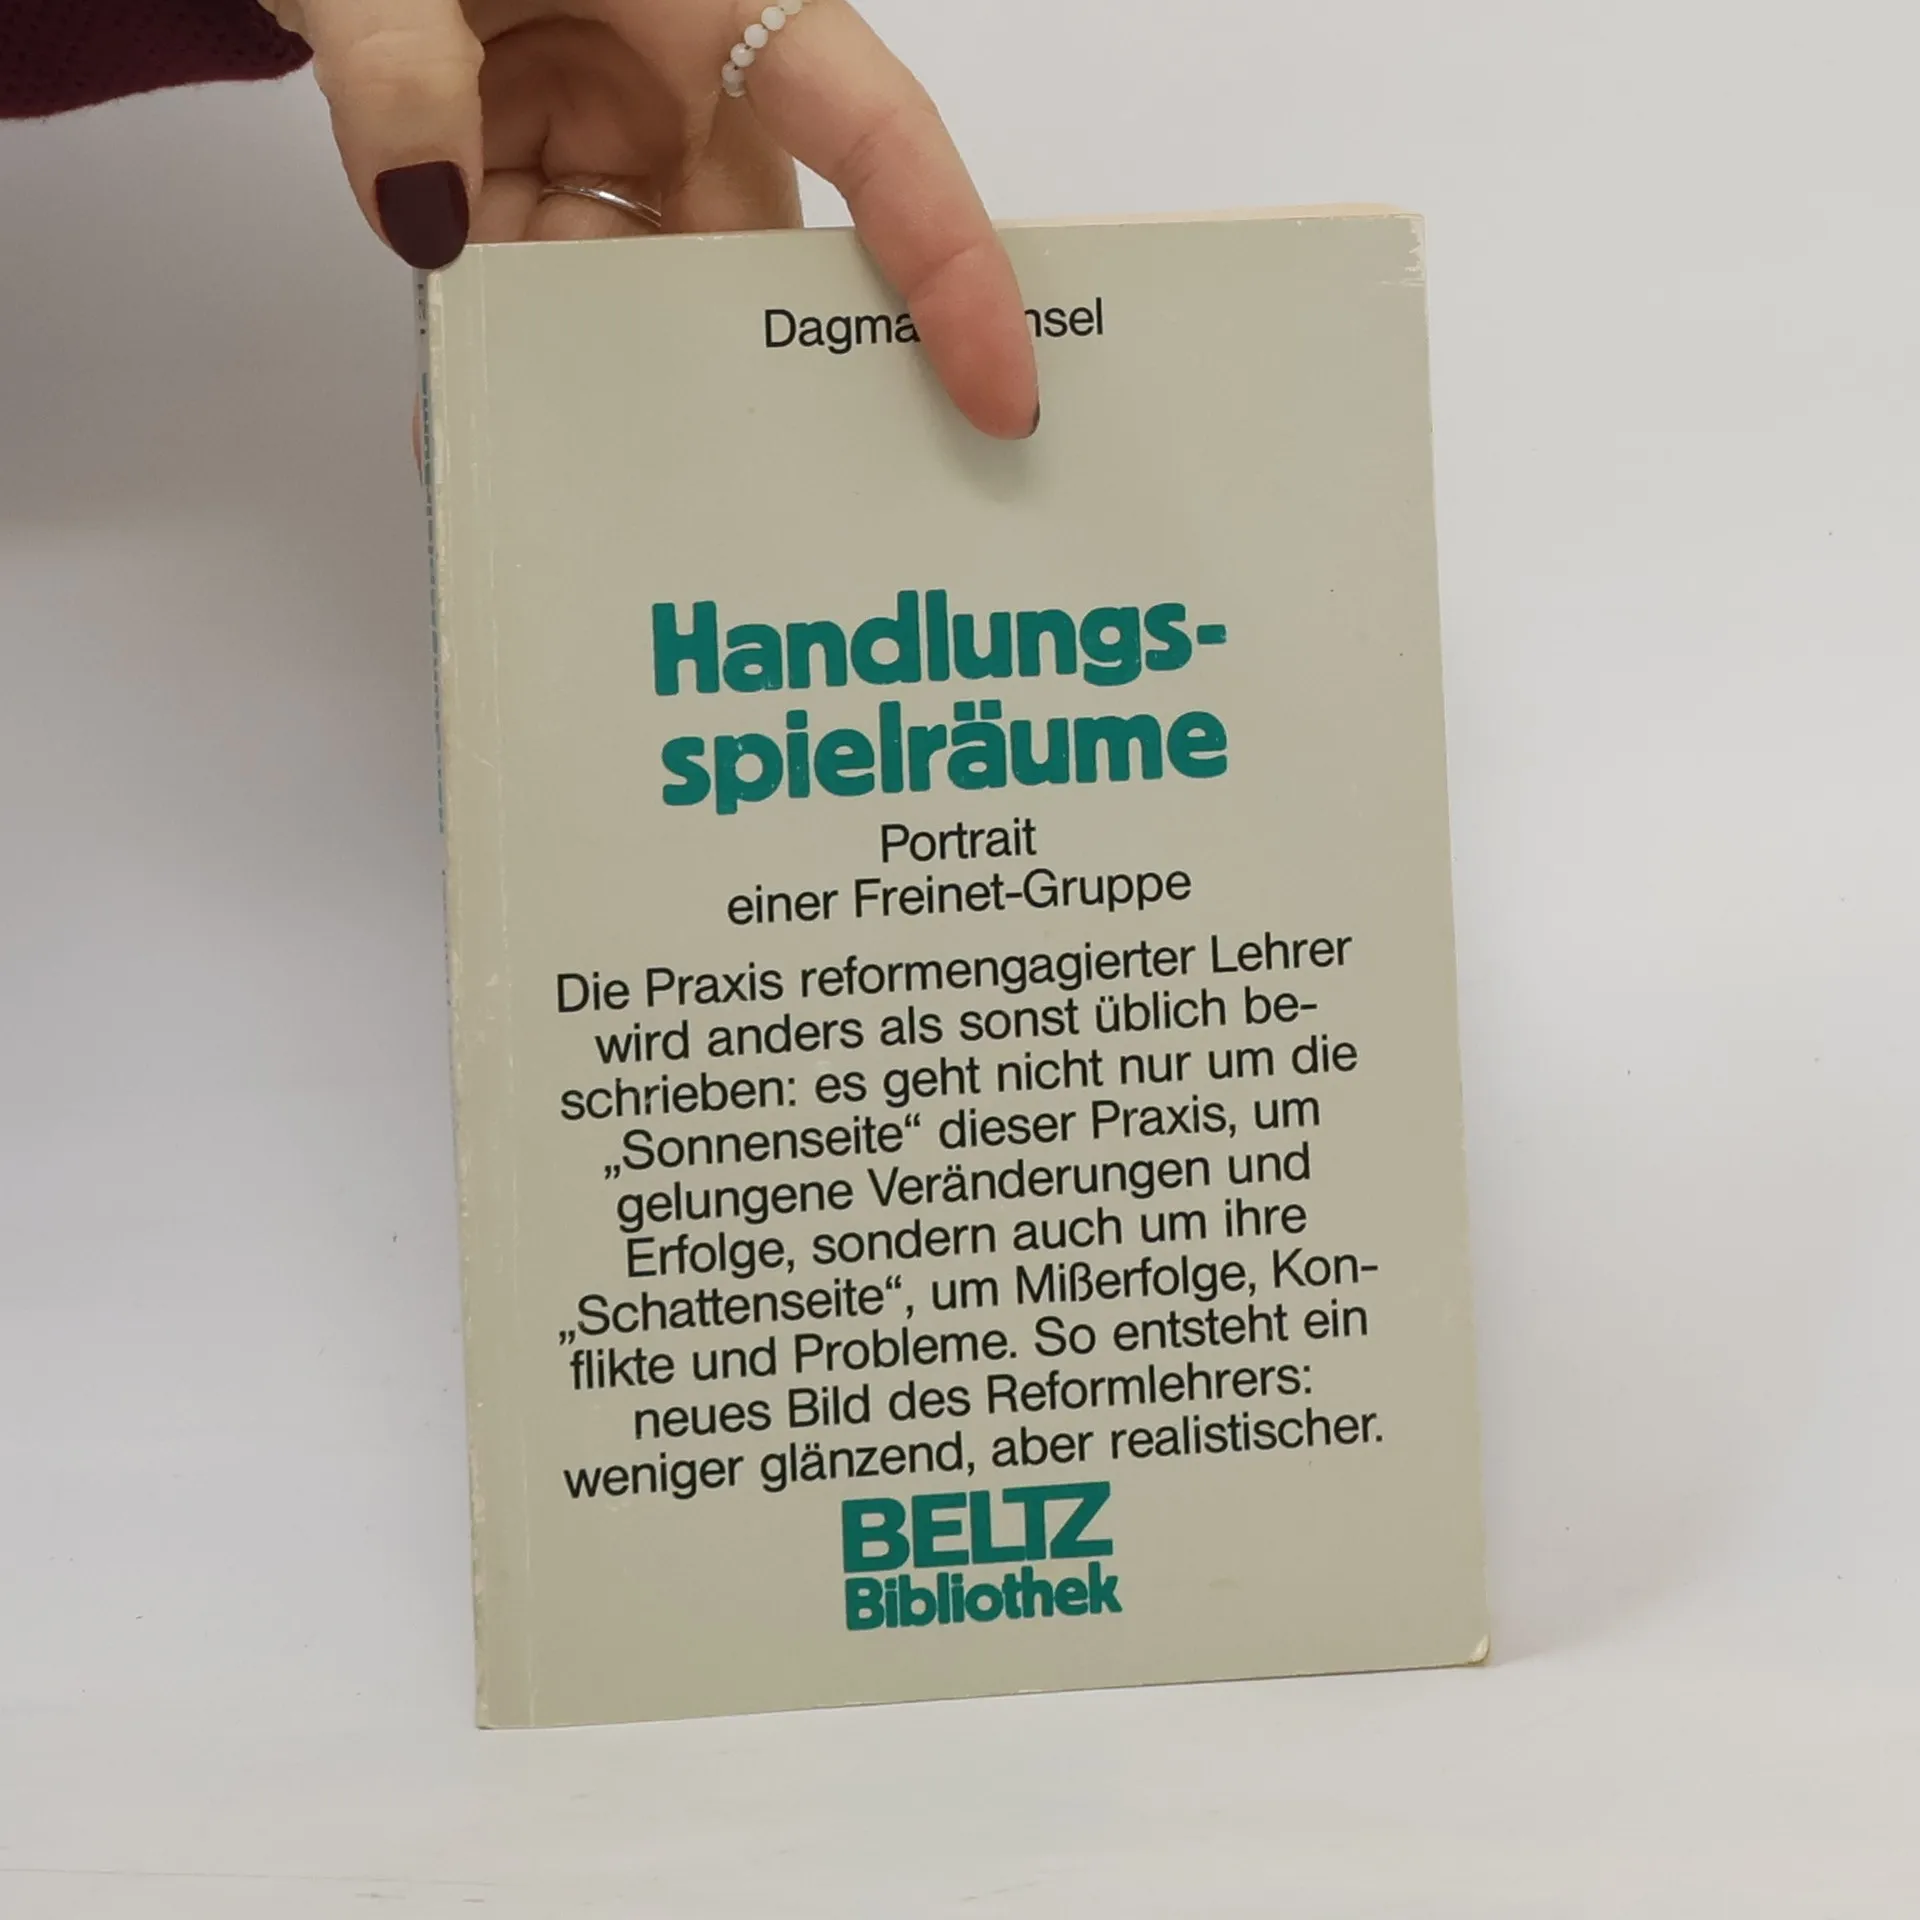 Handlungs-
spielräume
Portrait
einer Freinet-Gruppe
Die Praxis reformengagierter Lehrer
wird anders als sonst üblich be-
schrieben: es geht nicht nur um die
„Sonnenseite“ dieser Praxis, um
gelungene Veränderungen und
Erfolge, sondern auch um ihre
„Schattenseite“, um Mißerfolge, Kon-
flikte und Probleme. So entsteht ein
neues Bild des Reformlehrers:
weniger glänzend, aber realistischer.
BELTZ
Bibliothek